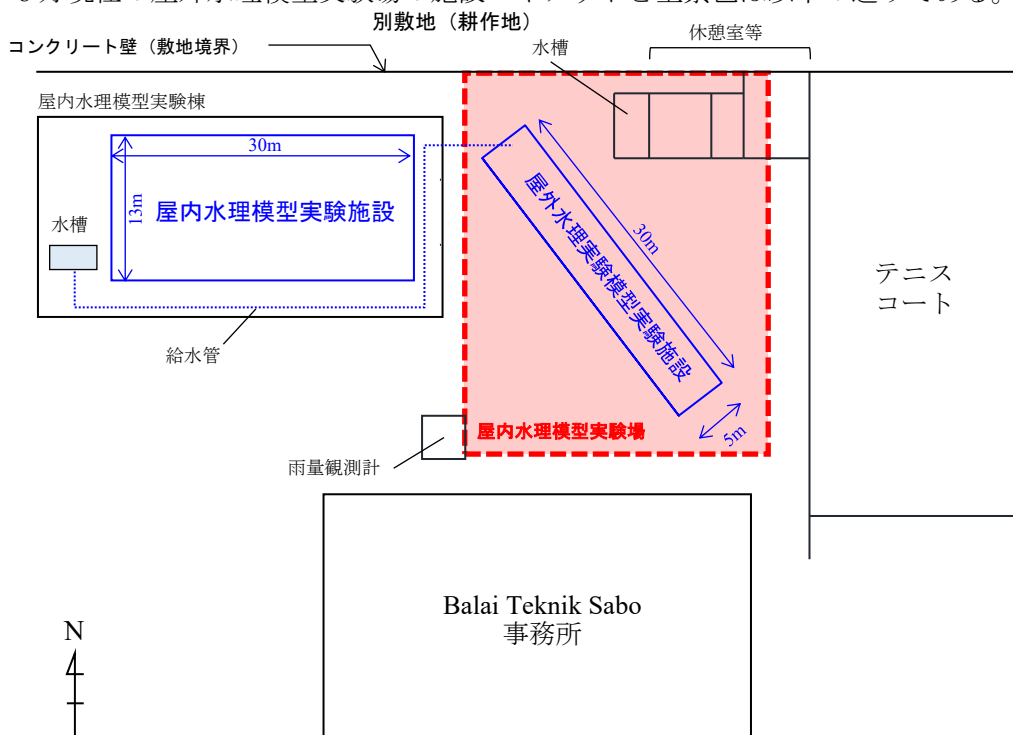 別敷地（耕作地）
コンクリート壁（敷地境界）
休憩室等
水槽
屋内水理模型実験棟
30m
13m
屋内水理模型実験施設
水槽
給水管
屋外水理実験模型実験施設
30m
5m
テニス
コート
屋内水理模型実験場
雨量観測計
Balai Teknik Sabo
事務所
N